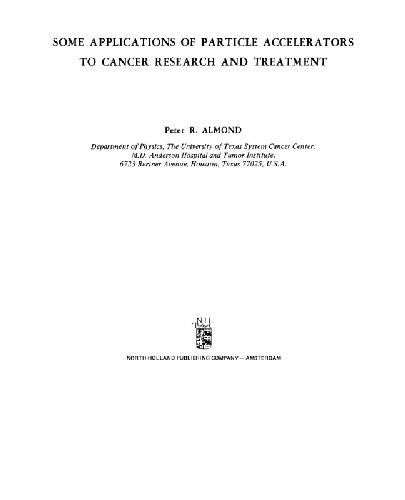 SOME APPLICATIONS OF PARTICLE ACCELERATORS
TO CANCER RESEARCH AND TREATMENT
Peter R. ALMOND
Department of Physics, The University of Texas System Cancer Center,
M.D. Anderson Hospital and Tumor Institute,
6723 Bertner Avenue, Houston, Texas 77025, U.S.A.
NORTH-HOLLAND PUBLISHING COMPANY – AMSTERDAM